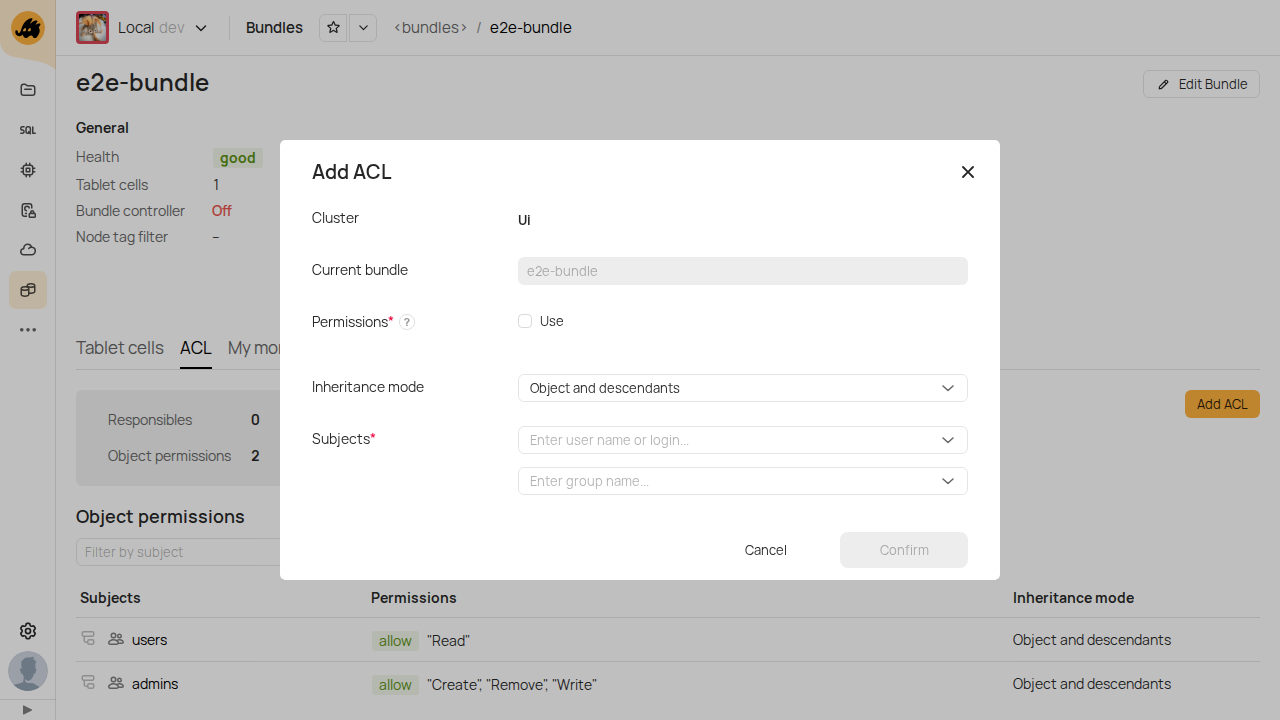 Local dev
Bundles
<bundles> / e2e-bundle
e2e-bundle
Edit Bundle
General
Health good
Tablet cells 1
Bundle controller Off
Node tag filter –
SQL
Tablet cells ACL My mon
Responsibles 0
Object permissions 2
Add ACL
Object permissions
Filter by subject
Subjects Permissions Inheritance mode
users allow "Read" Object and descendants
admins allow "Create", "Remove", "Write" Object and descendants
Add ACL
Cluster Ui
Current bundle e2e-bundle
Permissions* ? Use
Inheritance mode Object and descendants
Subjects* Enter user name or login...
Enter group name...
Cancel Confirm